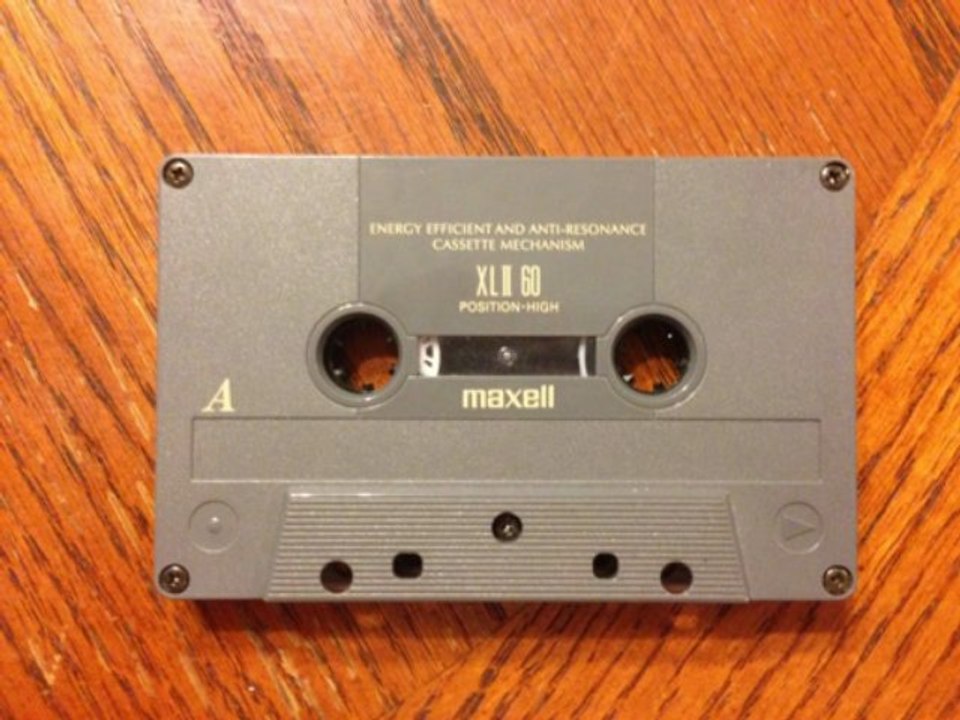 ENERGY EFFICIENT AND ANTI-RESONANCE
CASSETTE MECHANISM
XLII 60
POSITION-HIGH
maxell
A